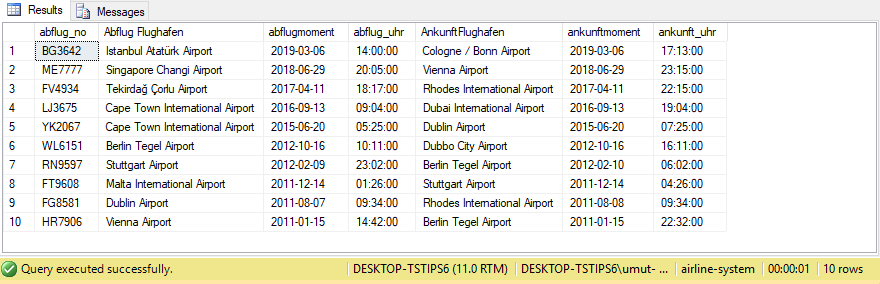 Results Messages
abflug_no Abflug Flughafen abflugmoment abflug_uhr AnkunftFlughafen ankunftmoment ankunft_uhr
1 BG3642 Istanbul Atatürk Airport 2019-03-06 14:00:00 Cologne / Bonn Airport 2019-03-06 17:13:00
2 ME7777 Singapore Changi Airport 2018-06-29 20:05:00 Vienna Airport 2018-06-29 23:15:00
3 FV4934 Tekirdağ Çorlu Airport 2017-04-11 18:17:00 Rhodes International Airport 2017-04-11 22:15:00
4 LJ3675 Cape Town International Airport 2016-09-13 09:04:00 Dubai International Airport 2016-09-13 19:04:00
5 YK2067 Cape Town International Airport 2015-06-20 05:25:00 Dublin Airport 2015-06-20 07:25:00
6 WL6151 Berlin Tegel Airport 2012-10-16 10:11:00 Dubbo City Airport 2012-10-16 16:11:00
7 RN9597 Stuttgart Airport 2012-02-09 23:02:00 Berlin Tegel Airport 2012-02-10 06:02:00
8 FT9608 Malta International Airport 2011-12-14 01:26:00 Stuttgart Airport 2011-12-14 04:26:00
9 FG8581 Dublin Airport 2011-08-07 09:34:00 Rhodes International Airport 2011-08-08 09:34:00
10 HR7906 Vienna Airport 2011-01-15 14:42:00 Berlin Tegel Airport 2011-01-15 22:32:00
Query executed successfully. DESKTOP-TSTIPS6 (11.0 RTM) DESKTOP-TSTIPS6\umut- ... airline-system 00:00:01 10 rows